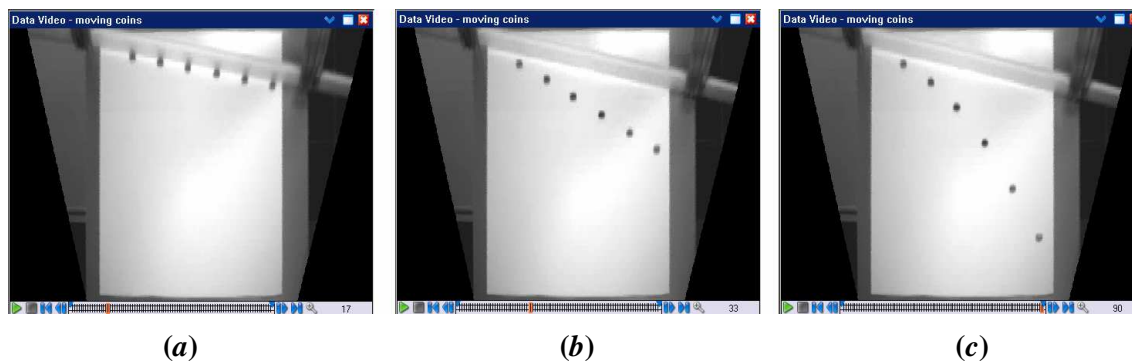 Data Video - moving coins
Data Video - moving coins
Data Video - moving coins
17
33
90
(a)
(b)
(c)